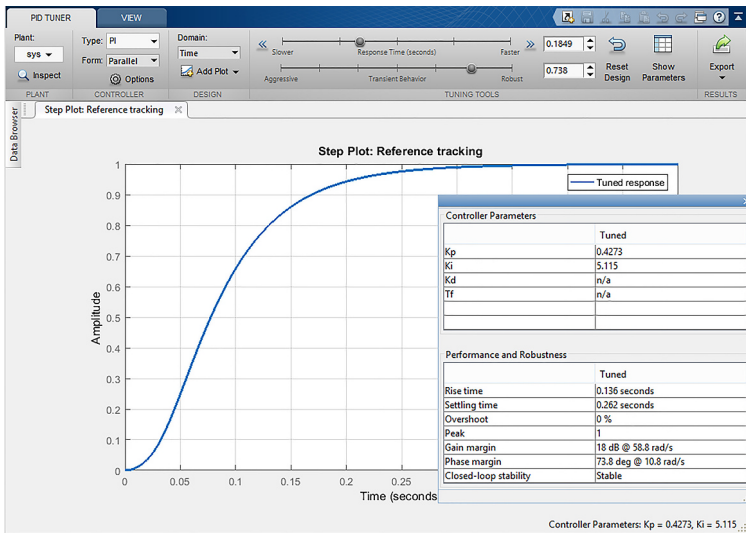 PID TUNER VIEW
Plant:
sys
Inspect
PLANT
Type: PI
Form: Parallel
Options
CONTROLLER
Domain:
Time
Add Plot
DESIGN
Slower Response Time (seconds) Faster 0.1849
Aggressive Transient Behavior Robust 0.738
TUNING TOOLS
Reset Design
Show Parameters
Export
RESULTS
Data Browser
Step Plot: Reference tracking
Step Plot: Reference tracking
Tuned response
1
0.9
0.8
0.7
0.6
0.5
0.4
0.3
0.2
0.1
0
Amplitude
0 0.05 0.1 0.15 0.2 0.25
Time (seconds
Controller Parameters
Tuned
Kp 0.4273
Ki 5.115
Kd n/a
Tf n/a
Performance and Robustness
Tuned
Rise time 0.136 seconds
Settling time 0.262 seconds
Overshoot 0 %
Peak 1
Gain margin 18 dB @ 58.8 rad/s
Phase margin 73.8 deg @ 10.8 rad/s
Closed-loop stability Stable
Controller Parameters: Kp = 0.4273, Ki = 5.115